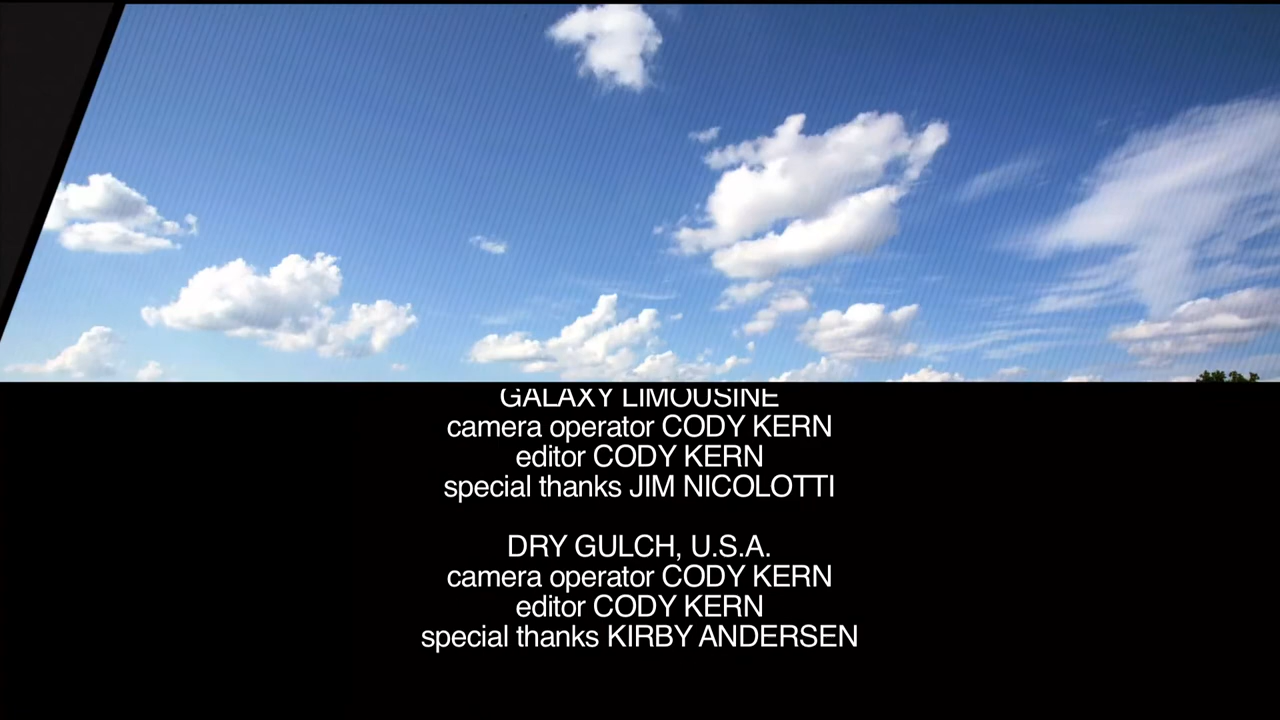 GALAXY LIMOUSINE
camera operator CODY KERN
editor CODY KERN
special thanks JIM NICOLOTTI
DRY GULCH, U.S.A.
camera operator CODY KERN
editor CODY KERN
special thanks KIRBY ANDERSEN